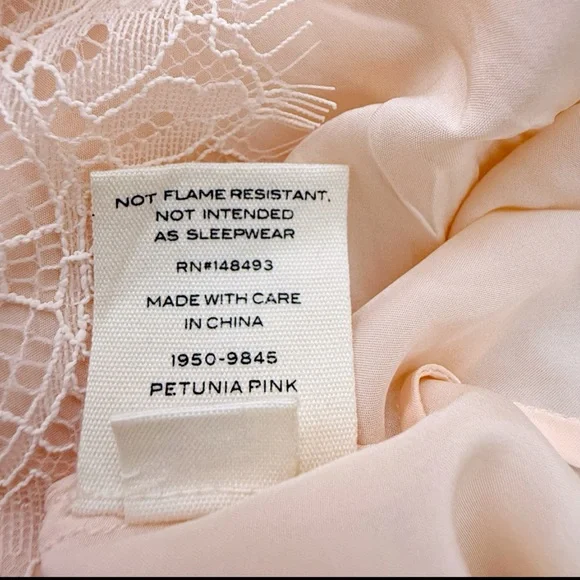 NOT FLAME RESISTANT.
NOT INTENDED
AS SLEEPWEAR
RN#148493
MADE WITH CARE
IN CHINA
1950-9845
PETUNIA PINK